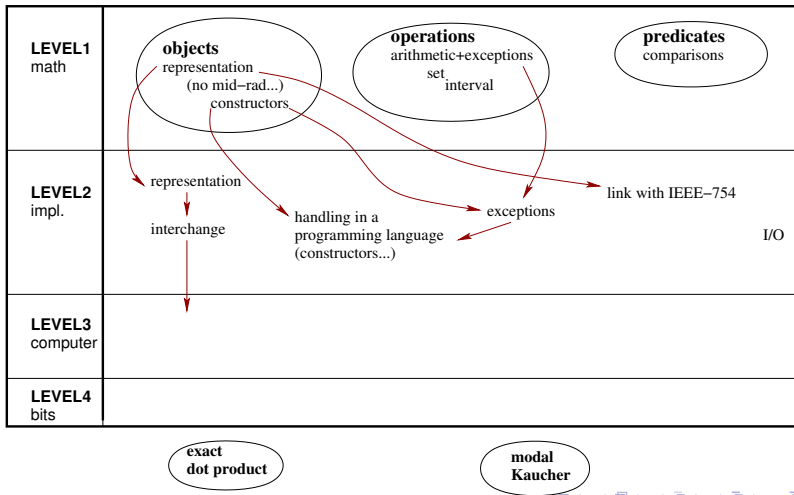 LEVEL1
math
objects
representation
(no mid−rad...)
constructors
operations
arithmetic+exceptions
set
interval
predicates
comparisons
LEVEL2
impl.
representation
interchange
handling in a
programming language
(constructors...)
exceptions
link with IEEE−754
I/O
LEVEL3
computer
LEVEL4
bits
exact
dot product
modal
Kaucher